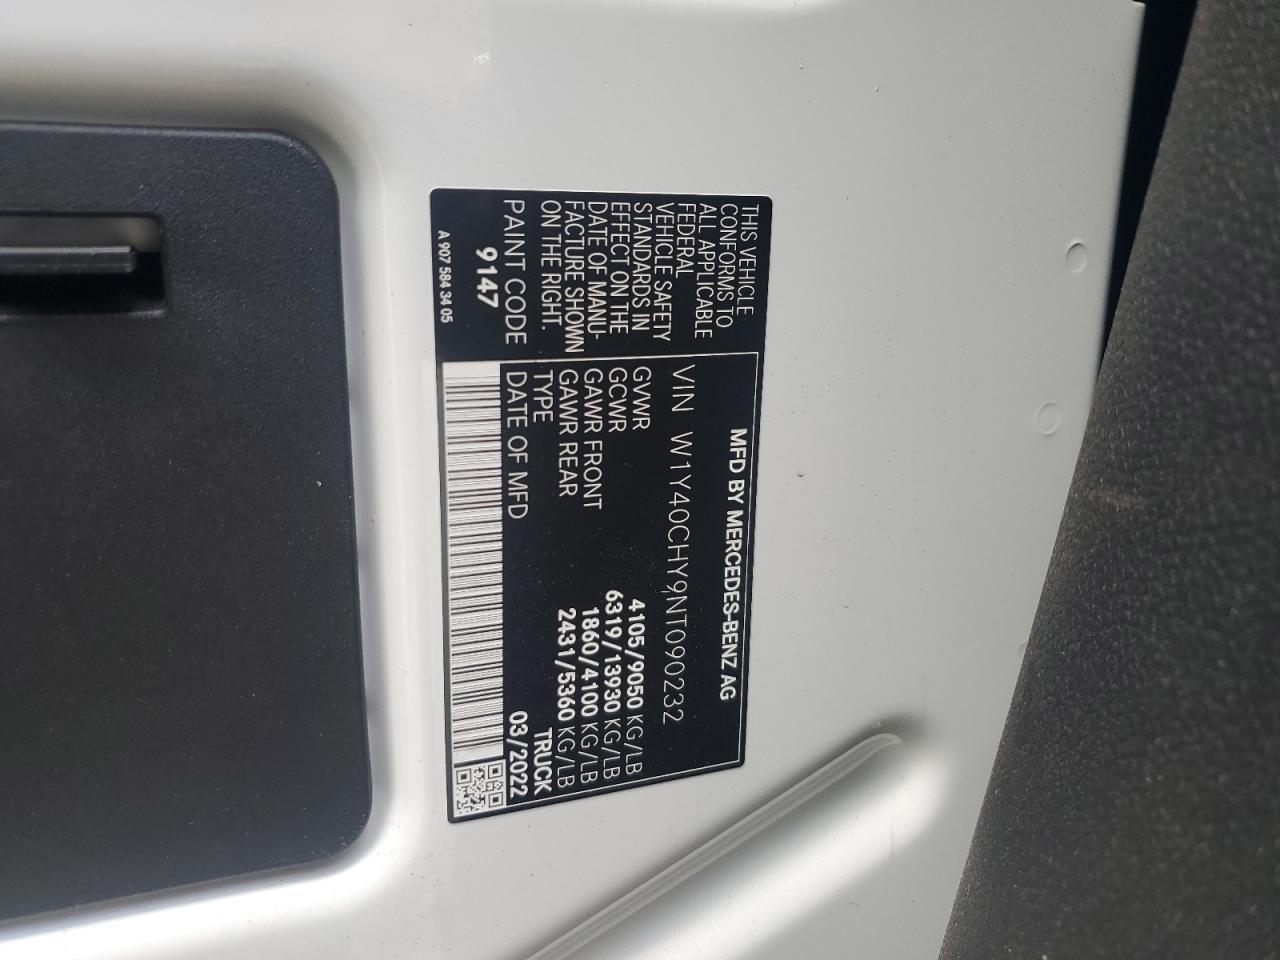 THIS VEHICLE
CONFORMS TO
ALL APPLICABLE
FEDERAL
VEHICLE SAFETY
STANDARDS IN
EFFECT ON THE
DATE OF MANU-
FACTURE SHOWN
ON THE RIGHT.
PAINT CODE
9147
A 907 584 34 05
MFD BY MERCEDES-BENZ AG
VIN W1Y40CHY9NT090232
GVWR 4105/9050 KG/LB
GCWR 6319/13930 KG/LB
GAWR FRONT 1860/4100 KG/LB
GAWR REAR 2431/5360 KG/LB
TYPE TRUCK
DATE OF MFD 03/2022